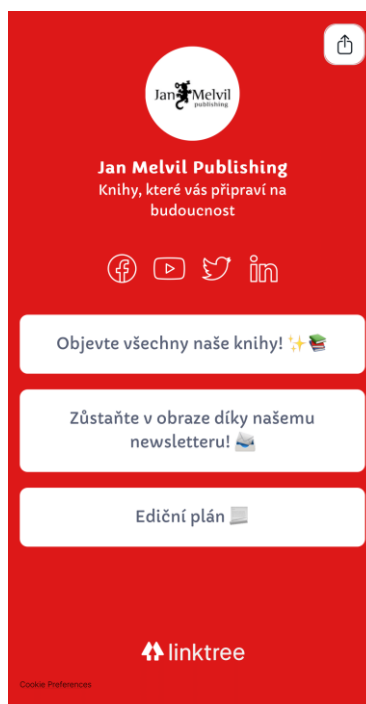 Jan Melvil
publishing
Jan Melvil Publishing
Knihy, které vás připraví na
budoucnost
Objevte všechny naše knihy! ✨📚
Zůstaňte v obraze díky našemu
newsletteru! 📨
Ediční plán 📃
linktree
Cookie Preferences